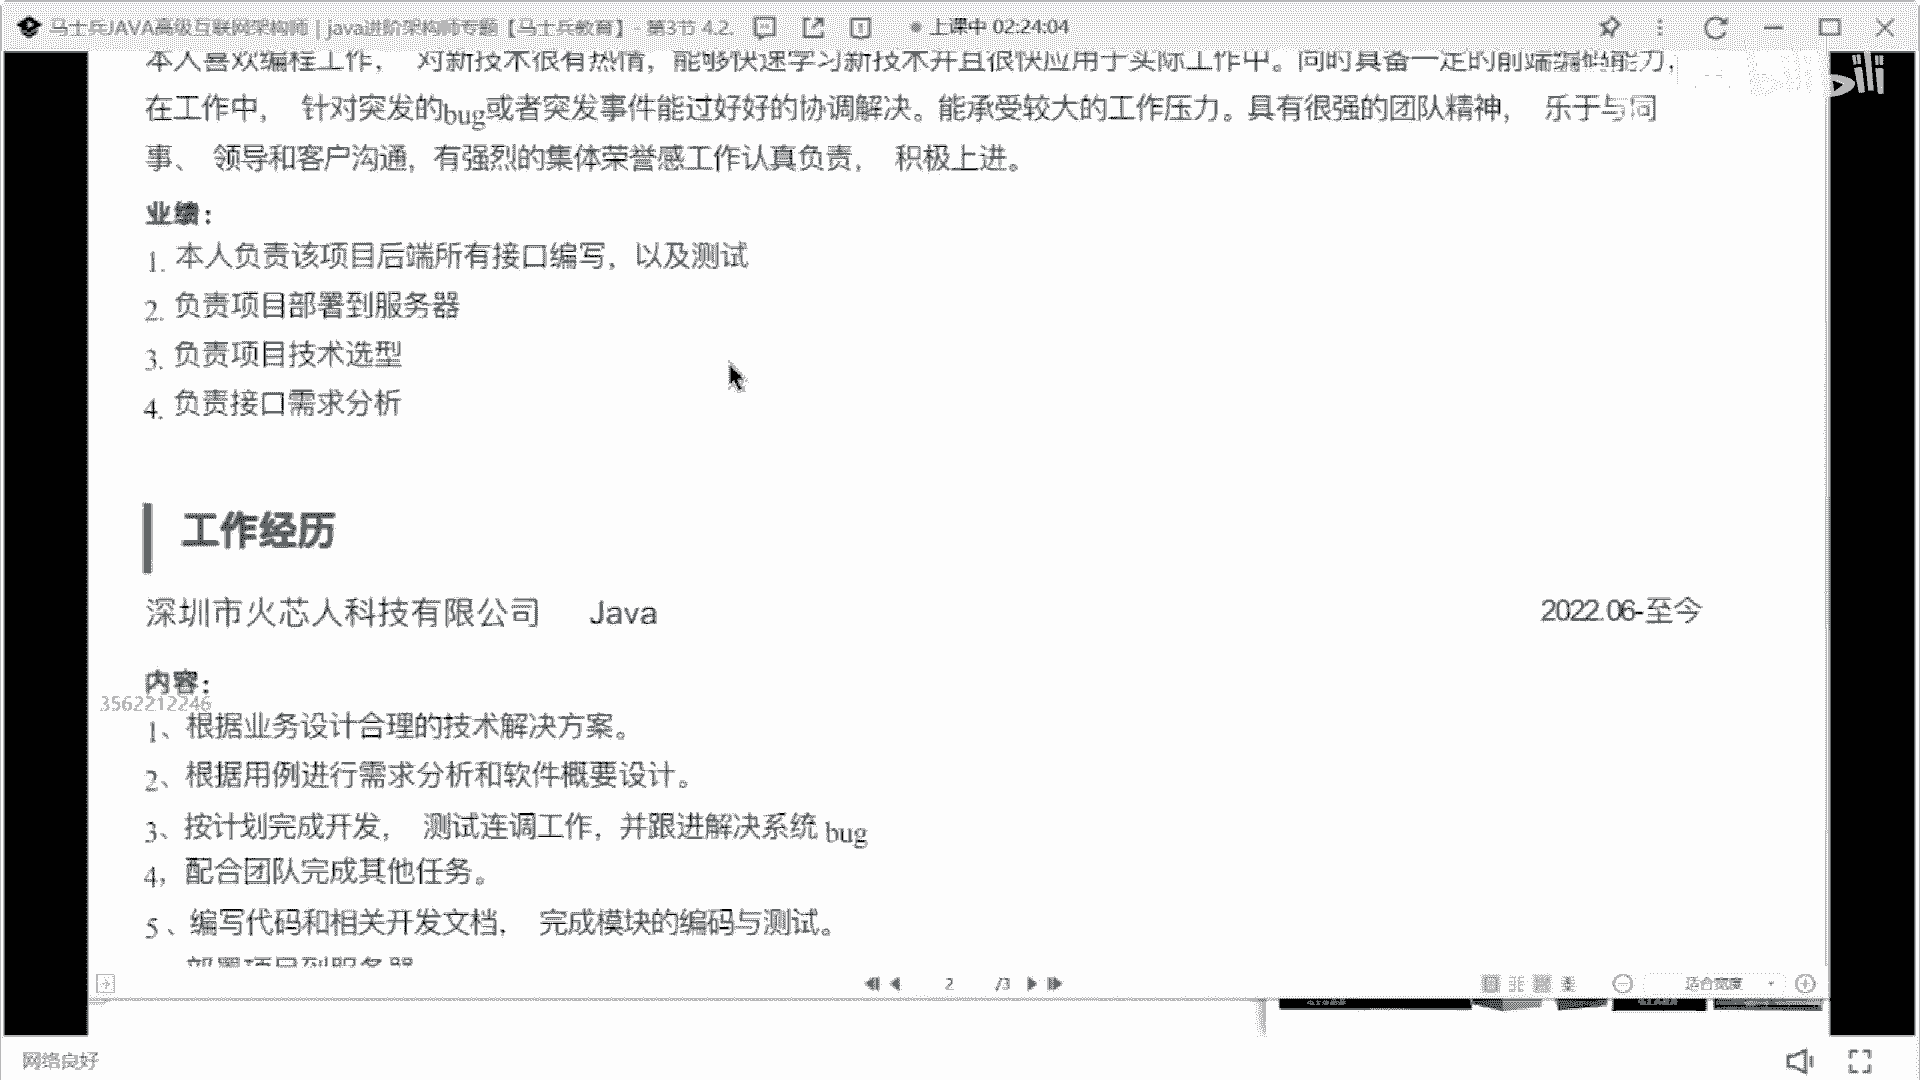 马士兵JAVA高级互联网架构师 | java进阶架构师专题【马士兵教育】 - 第3节 4.2. 上课中 02:24:04
本人喜欢编程工作， 对新技术很有热情，能够快速学习新技术并且很快应用于实际工作中。同时具备一定的前端编码能力，
bilibili
在工作中， 针对突发的bug或者突发事件能过好好的协调解决。能承受较大的工作压力。具有很强的团队精神， 乐于与同
事、 领导和客户沟通，有强烈的集体荣誉感工作认真负责， 积极上进。
业绩：
1. 本人负责该项目后端所有接口编写，以及测试
2. 负责项目部署到服务器
3. 负责项目技术选型
4. 负责接口需求分析
工作经历
深圳市火芯人科技有限公司 Java 2022.06-至今
内容：
3562212246
1、根据业务设计合理的技术解决方案。
2、根据用例进行需求分析和软件概要设计。
3、按计划完成开发， 测试连调工作，并跟进解决系统 bug
4，配合团队完成其他任务。
5、编写代码和相关开发文档， 完成模块的编码与测试。
部署项目到服务器
2 /3 适合宽度
网络良好